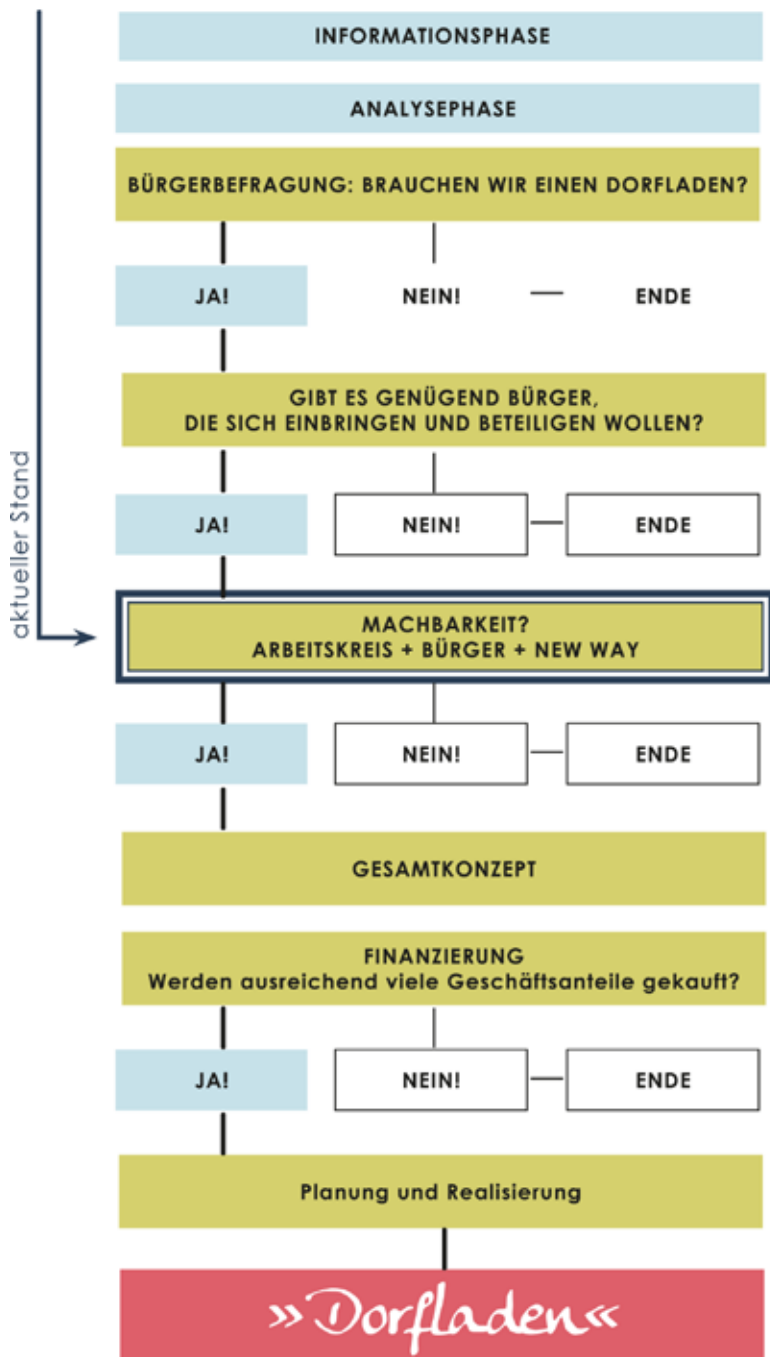 INFORMATIONSPHASE
ANALYSEPHASE
BÜRGERBEFRAGUNG: BRAUCHEN WIR EINEN DORFLADEN?
JA!
NEIN!
ENDE
GIBT ES GENÜGEND BÜRGER,
DIE SICH EINBRINGEN UND BETEILIGEN WOLLEN?
JA!
NEIN!
ENDE
aktueller Stand
MACHBARKEIT?
ARBEITSKREIS + BÜRGER + NEW WAY
JA!
NEIN!
ENDE
GESAMTKONZEPT
FINANZIERUNG
Werden ausreichend viele Geschäftsanteile gekauft?
JA!
NEIN!
ENDE
Planung und Realisierung
»Dorfladen«